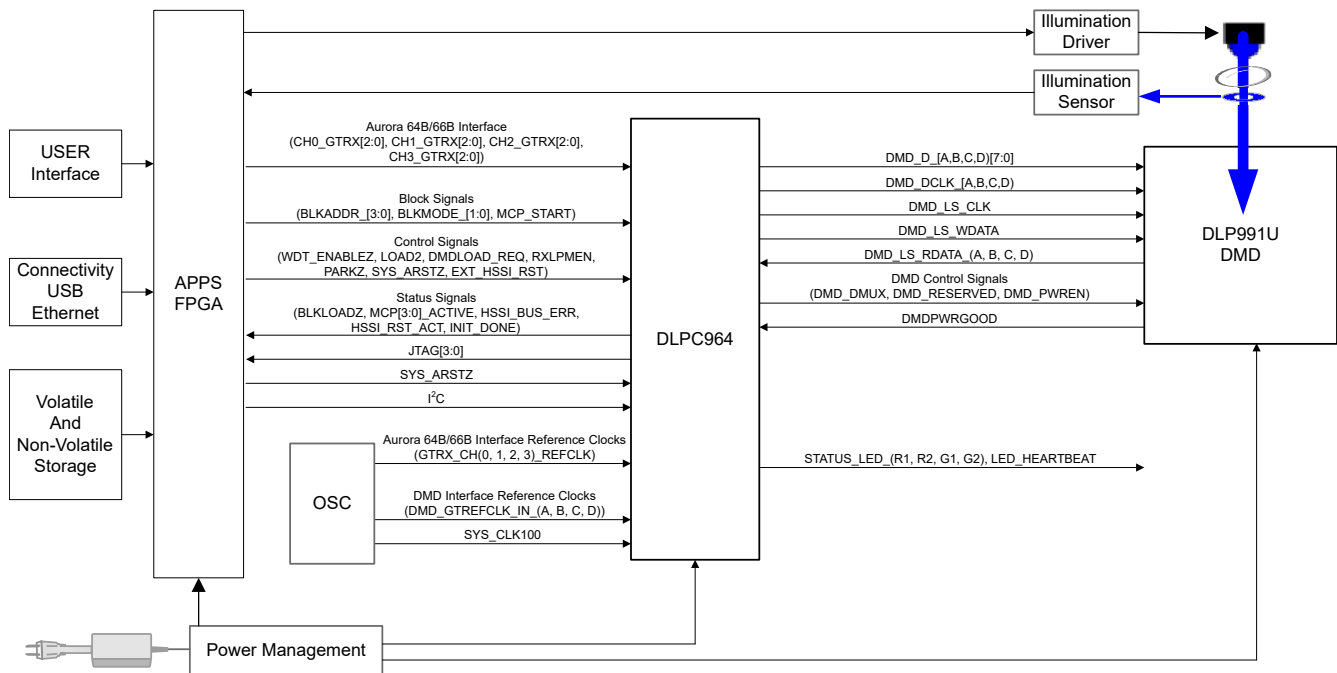 Illumination
Driver
Illumination
Sensor
USER
Interface
Connectivity
USB
Ethernet
Volatile
And
Non-Volatile
Storage
APPS
FPGA
Aurora 64B/66B Interface
(CH0_GTRX[2:0], CH1_GTRX[2:0], CH2_GTRX[2:0],
CH3_GTRX[2:0])
Block Signals
(BLKADDR_[3:0], BLKMODE_[1:0], MCP_START)
Control Signals
(WDT_ENABLEZ, LOAD2, DMDLOAD_REQ, RXLPMEN,
PARKZ, SYS_ARSTZ, EXT_HSSI_RST)
Status Signals
(BLKLOADZ, MCP[3:0]_ACTIVE, HSSI_BUS_ERR,
HSSI_RST_ACT, INIT_DONE)
JTAG[3:0]
SYS_ARSTZ
I²C
OSC
Aurora 64B/66B Interface Reference Clocks
(GTRX_CH(0, 1, 2, 3)_REFCLK)
DMD Interface Reference Clocks
(DMD_GTREFCLK_IN_(A, B, C, D))
SYS_CLK100
DLPC964
DMD_D_[A,B,C,D)[7:0]
DMD_DCLK_[A,B,C,D)
DMD_LS_CLK
DMD_LS_WDATA
DMD_LS_RDATA_(A, B, C, D)
DMD Control Signals
(DMD_DMUX, DMD_RESERVED, DMD_PWREN)
DMDPWRGOOD
STATUS_LED_(R1, R2, G1, G2), LED_HEARTBEAT
DLP991U
DMD
Power Management